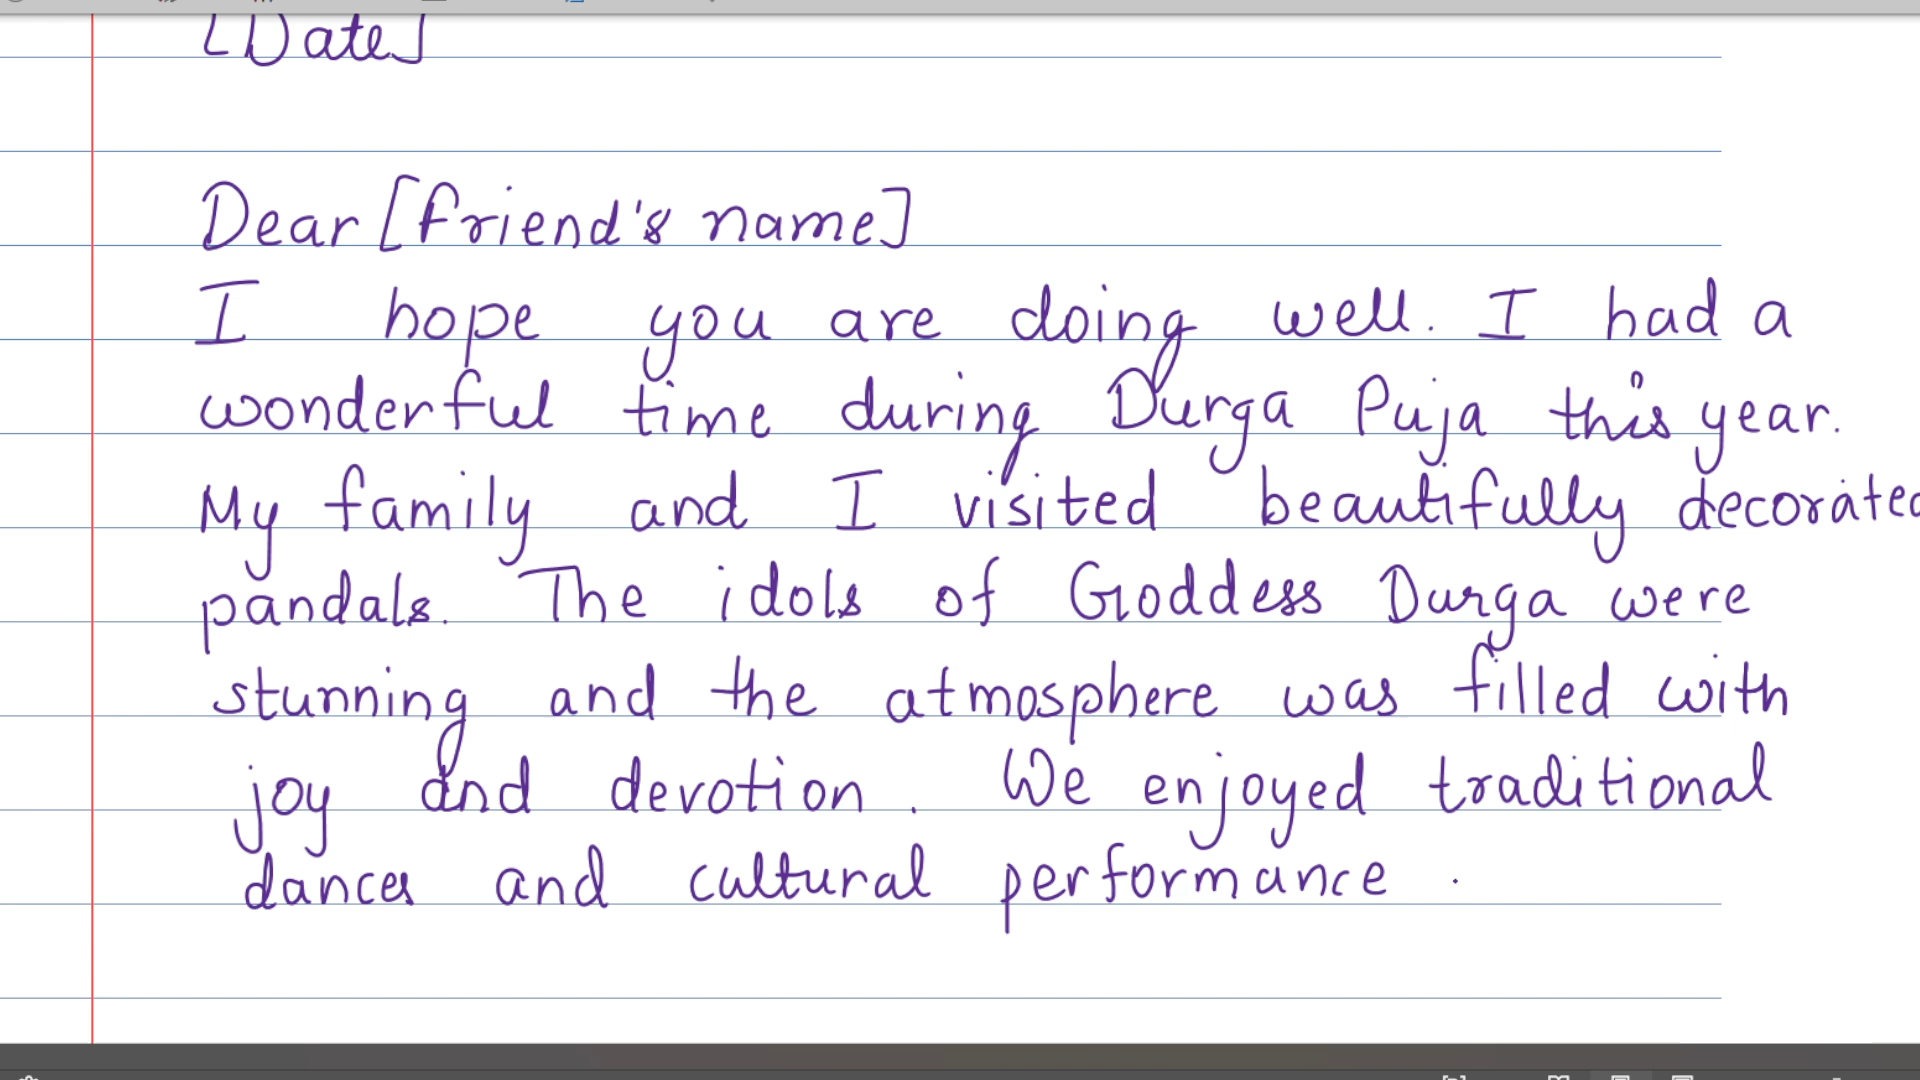 [Date]
Dear [friend's name]
I hope you are doing well. I had a
wonderful time during Durga Puja this year.
My family and I visited beautifully decorated
pandals. The idols of Goddess Durga were
stunning and the atmosphere was filled with
joy and devotion. We enjoyed traditional
dances and cultural performance.